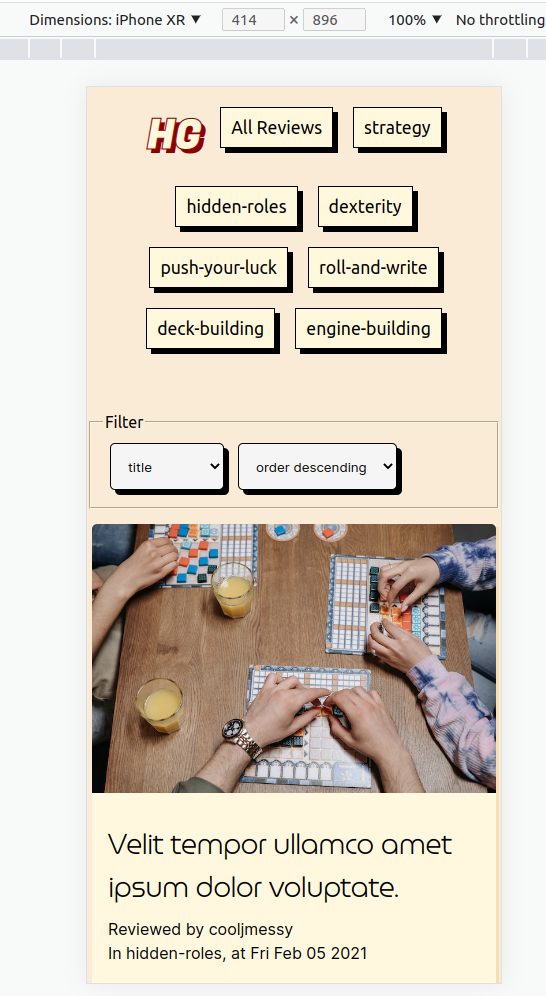 Dimensions: iPhone XR ▼ 414 × 896 100% ▼ No throttling
HG All Reviews strategy
hidden-roles dexterity
push-your-luck roll-and-write
deck-building engine-building
Filter
title order descending
Velit tempor ullamco amet
ipsum dolor voluptate.
Reviewed by cooljmessy
In hidden-roles, at Fri Feb 05 2021